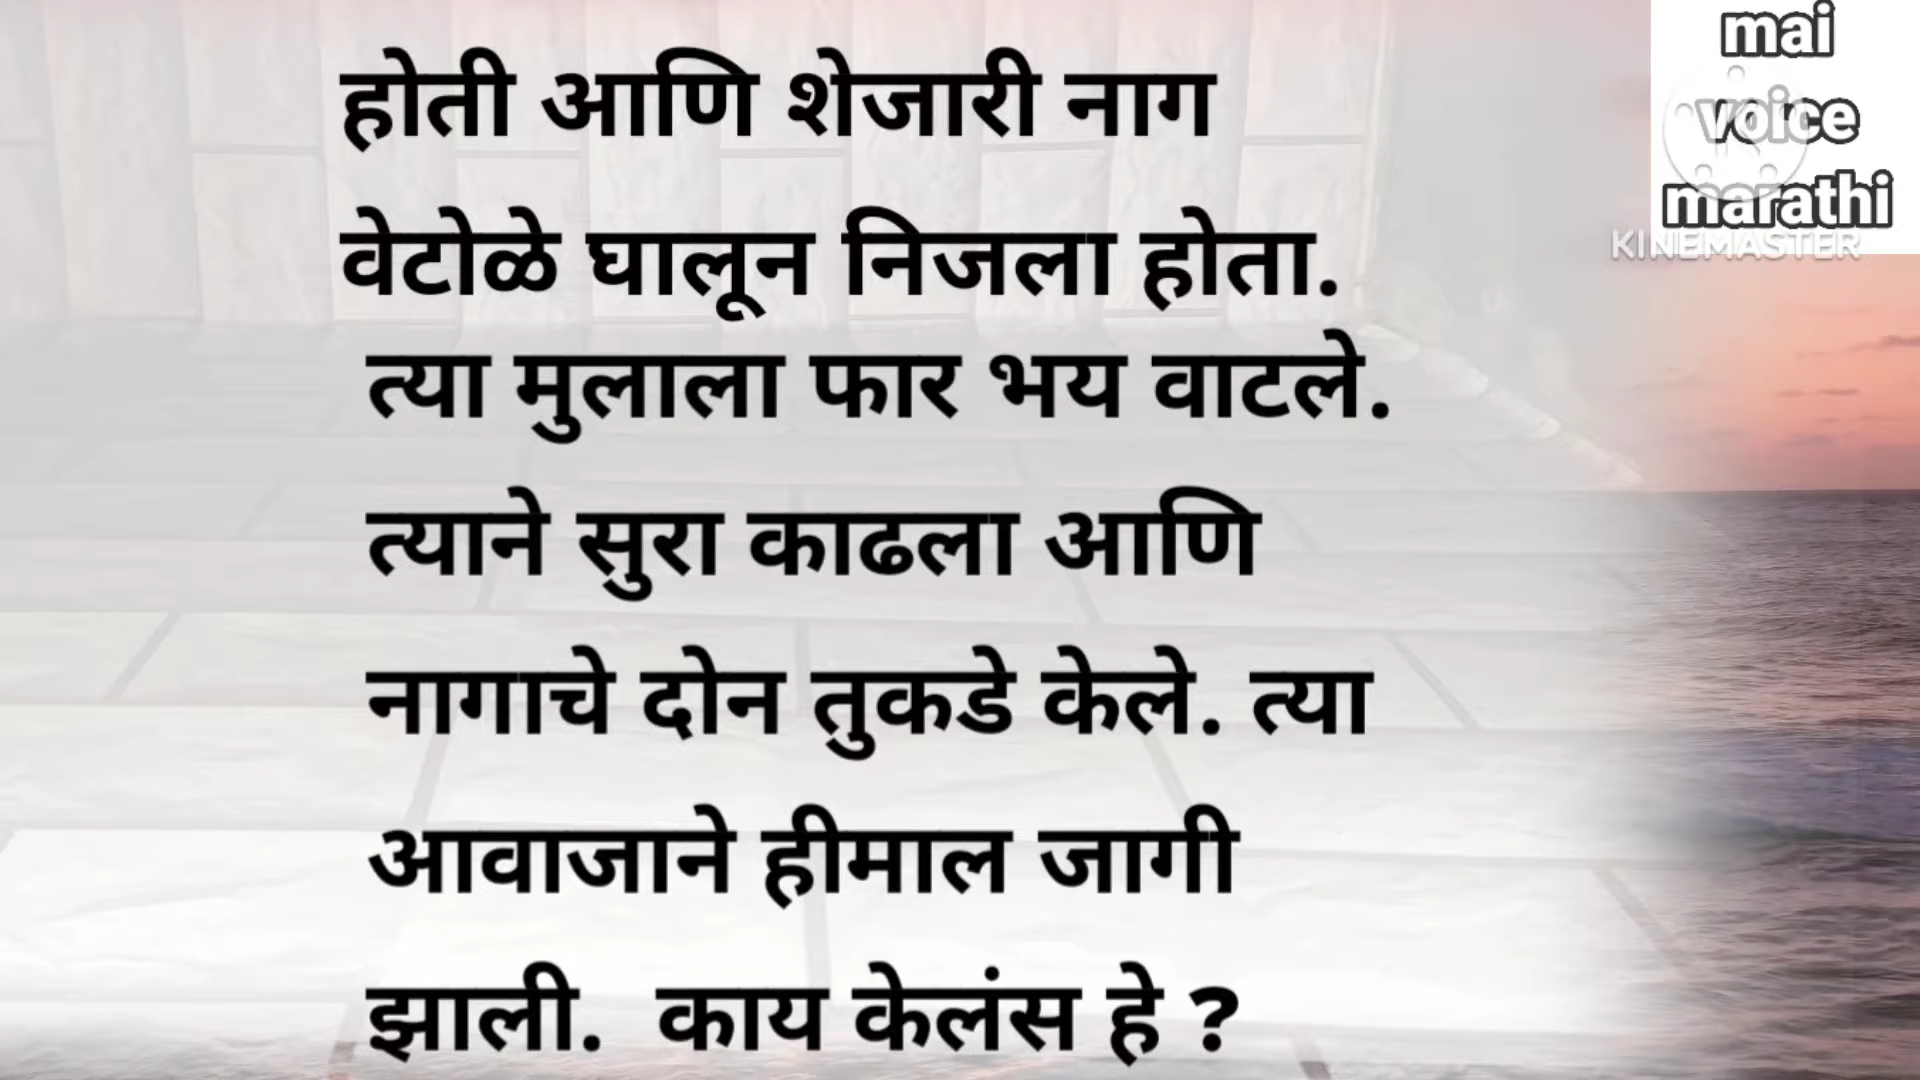 होती आणि शेजारी नाग
वेटोळे घालून निजला होता.
त्या मुलाला फार भय वाटले.
त्याने सुरा काढला आणि
नागाचे दोन तुकडे केले. त्या
आवाजाने हीमाल जागी
झाली. काय केलंस हे ?
mai
voice
marathi
KINEMASTER